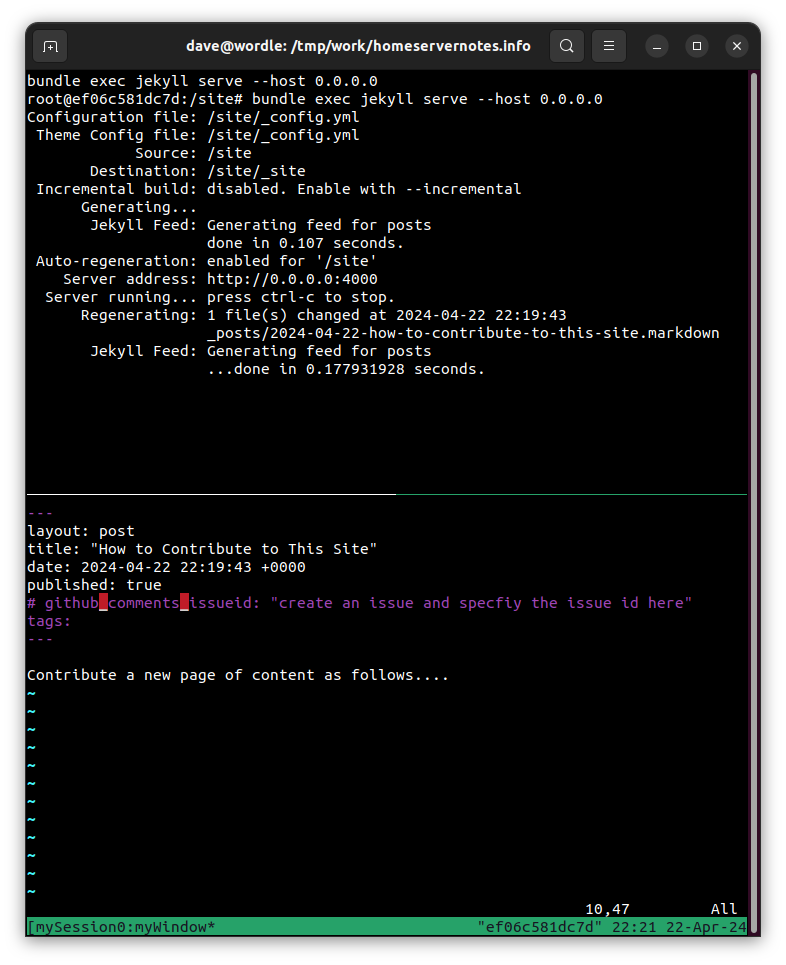 dave@wordle: /tmp/work/homeservernotes.info
bundle exec jekyll serve --host 0.0.0.0
root@ef06c581dc7d:/site# bundle exec jekyll serve --host 0.0.0.0
Configuration file: /site/_config.yml
Theme Config file: /site/_config.yml
Source: /site
Destination: /site/_site
Incremental build: disabled. Enable with --incremental
Generating...
Jekyll Feed: Generating feed for posts
done in 0.107 seconds.
Auto-regeneration: enabled for '/site'
Server address: http://0.0.0.0:4000
Server running... press ctrl-c to stop.
Regenerating: 1 file(s) changed at 2024-04-22 22:19:43
_posts/2024-04-22-how-to-contribute-to-this-site.markdown
Jekyll Feed: Generating feed for posts
...done in 0.177931928 seconds.
---
layout: post
title: "How to Contribute to This Site"
date: 2024-04-22 22:19:43 +0000
published: true
# github_comments_issueid: "create an issue and specfiy the issue id here"
tags:
---
Contribute a new page of content as follows....
~
~
~
~
~
~
~
~
~
~
~
~
10,47 All
[mySession0:myWindow* "ef06c581dc7d" 22:21 22-Apr-24